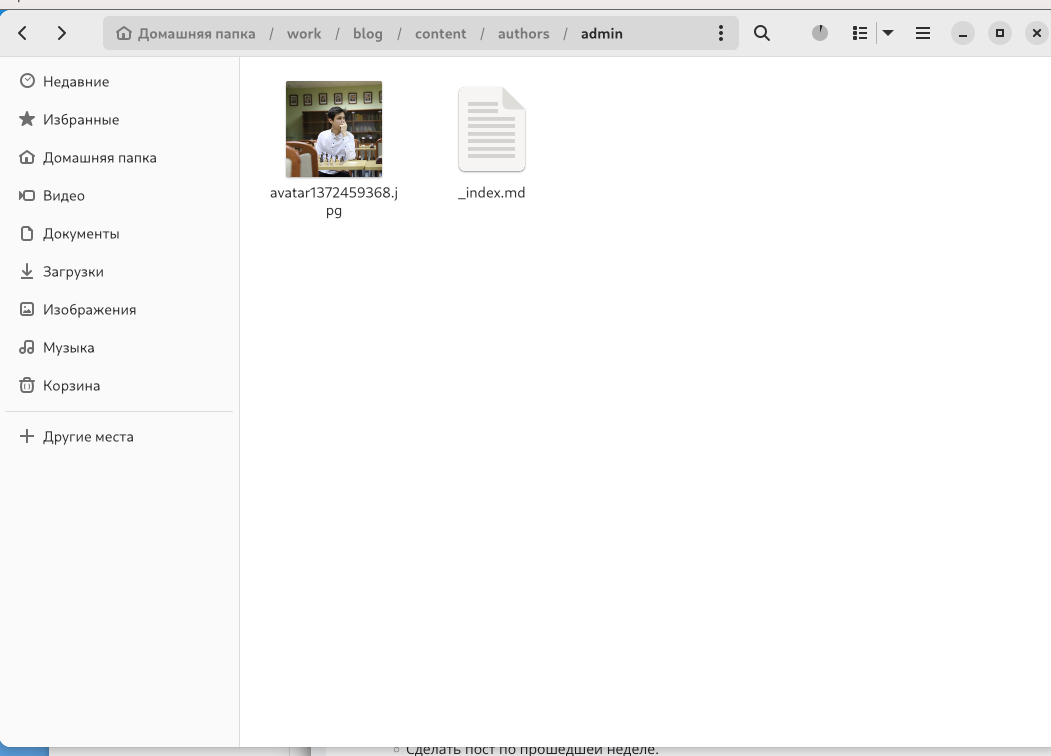 Домашняя папка / work / blog / content / authors / admin
Недавние
Избранные
Домашняя папка
Видео
Документы
Загрузки
Изображения
Музыка
Корзина
Другие места
avatar1372459368.j
pg
_index.md
Сделать пост по прошедшей неделе.